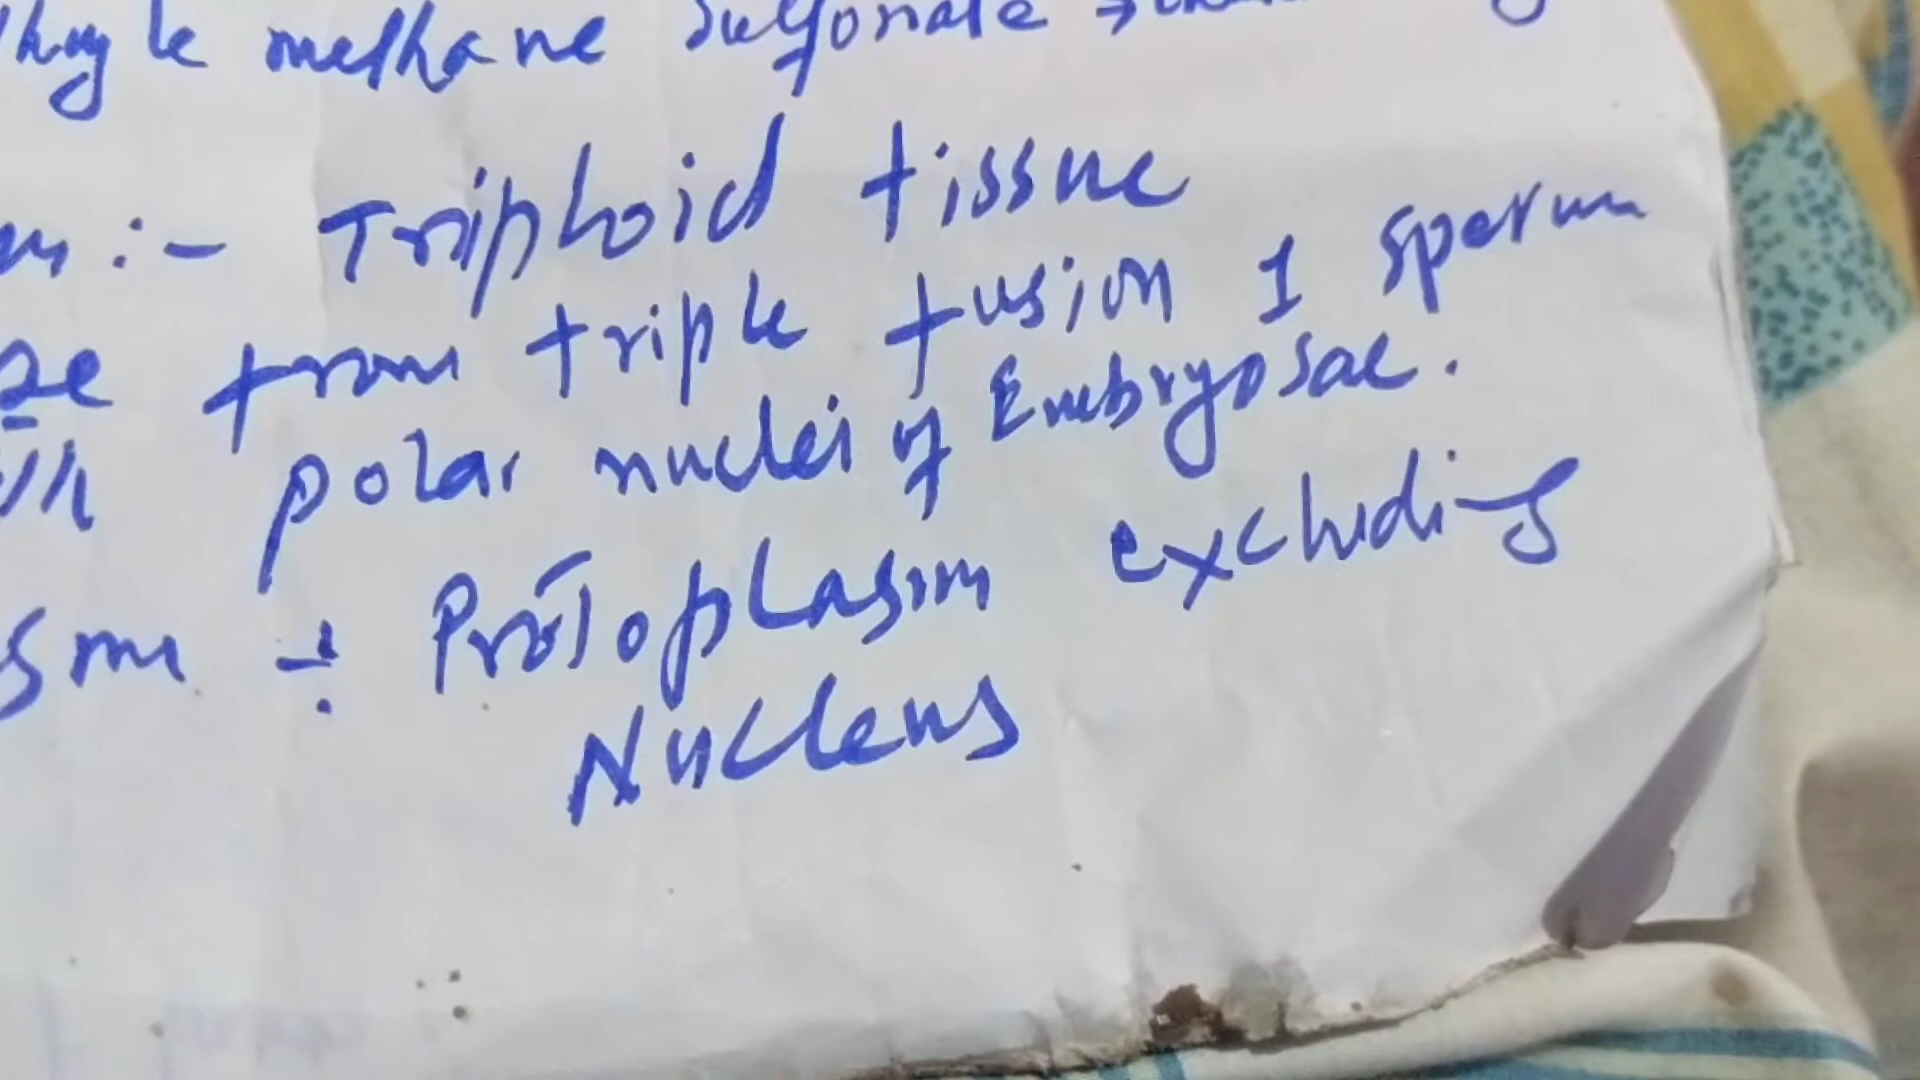 methane sulfonate
:- Triploid tissue
from triple fusion 1 sperm
polar nuclei of Embryosac.
Protoplasm excluding
Nucleus